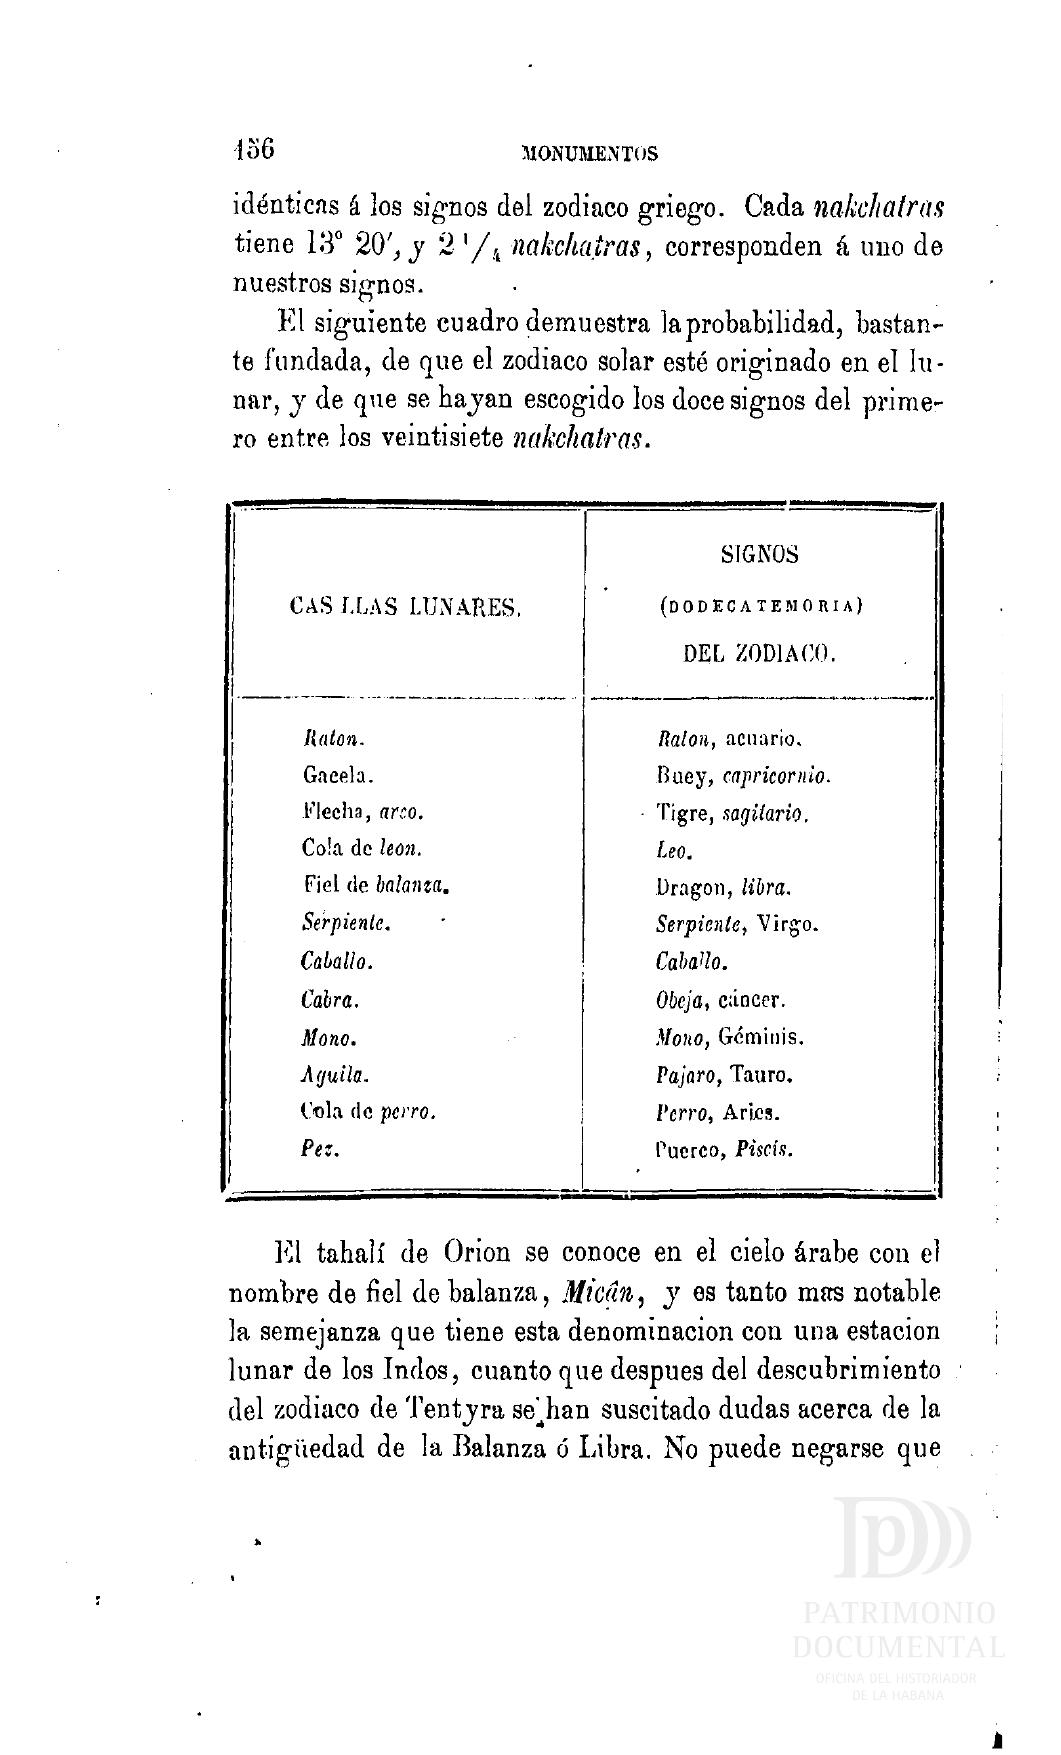 156 MONUMENTOS
idénticas á los signos del zodiaco griego. Cada nakchatras
tiene 13° 20′, y 2 1/4 nakchatras, corresponden á uno de
nuestros signos.
El siguiente cuadro demuestra la probabilidad, bastan-
te fundada, de que el zodiaco solar esté originado en el lu-
nar, y de que se hayan escogido los doce signos del prime-
ro entre los veintisiete nakchatras.
CASILLAS LUNARES.
SIGNOS
(DODECATEMORIA)
DEL ZODIACO.
Raton. Raton, acuario.
Gacela. Buey, capricornio.
Flecha, arco. Tigre, sagitario.
Cola de leon. Leo.
Fiel de balanza. Dragon, libra.
Serpiente. Serpiente, Virgo.
Caballo. Caballo.
Cabra. Obeja, cáncer.
Mono. Mono, Géminis.
Aguila. Pajaro, Tauro.
Cola de perro. Perro, Aries.
Pez. Puerco, Piscis.
El tahalí de Orion se conoce en el cielo árabe con el
nombre de fiel de balanza, Micân, y es tanto mas notable
la semejanza que tiene esta denominacion con una estacion
lunar de los Indos, cuanto que despues del descubrimiento
del zodiaco de Tentyra se han suscitado dudas acerca de la
antigüedad de la Balanza ó Libra. No puede negarse que
PATRIMONIO
DOCUMENTAL
OFICINA DEL HISTORIADOR
DE LA HABANA